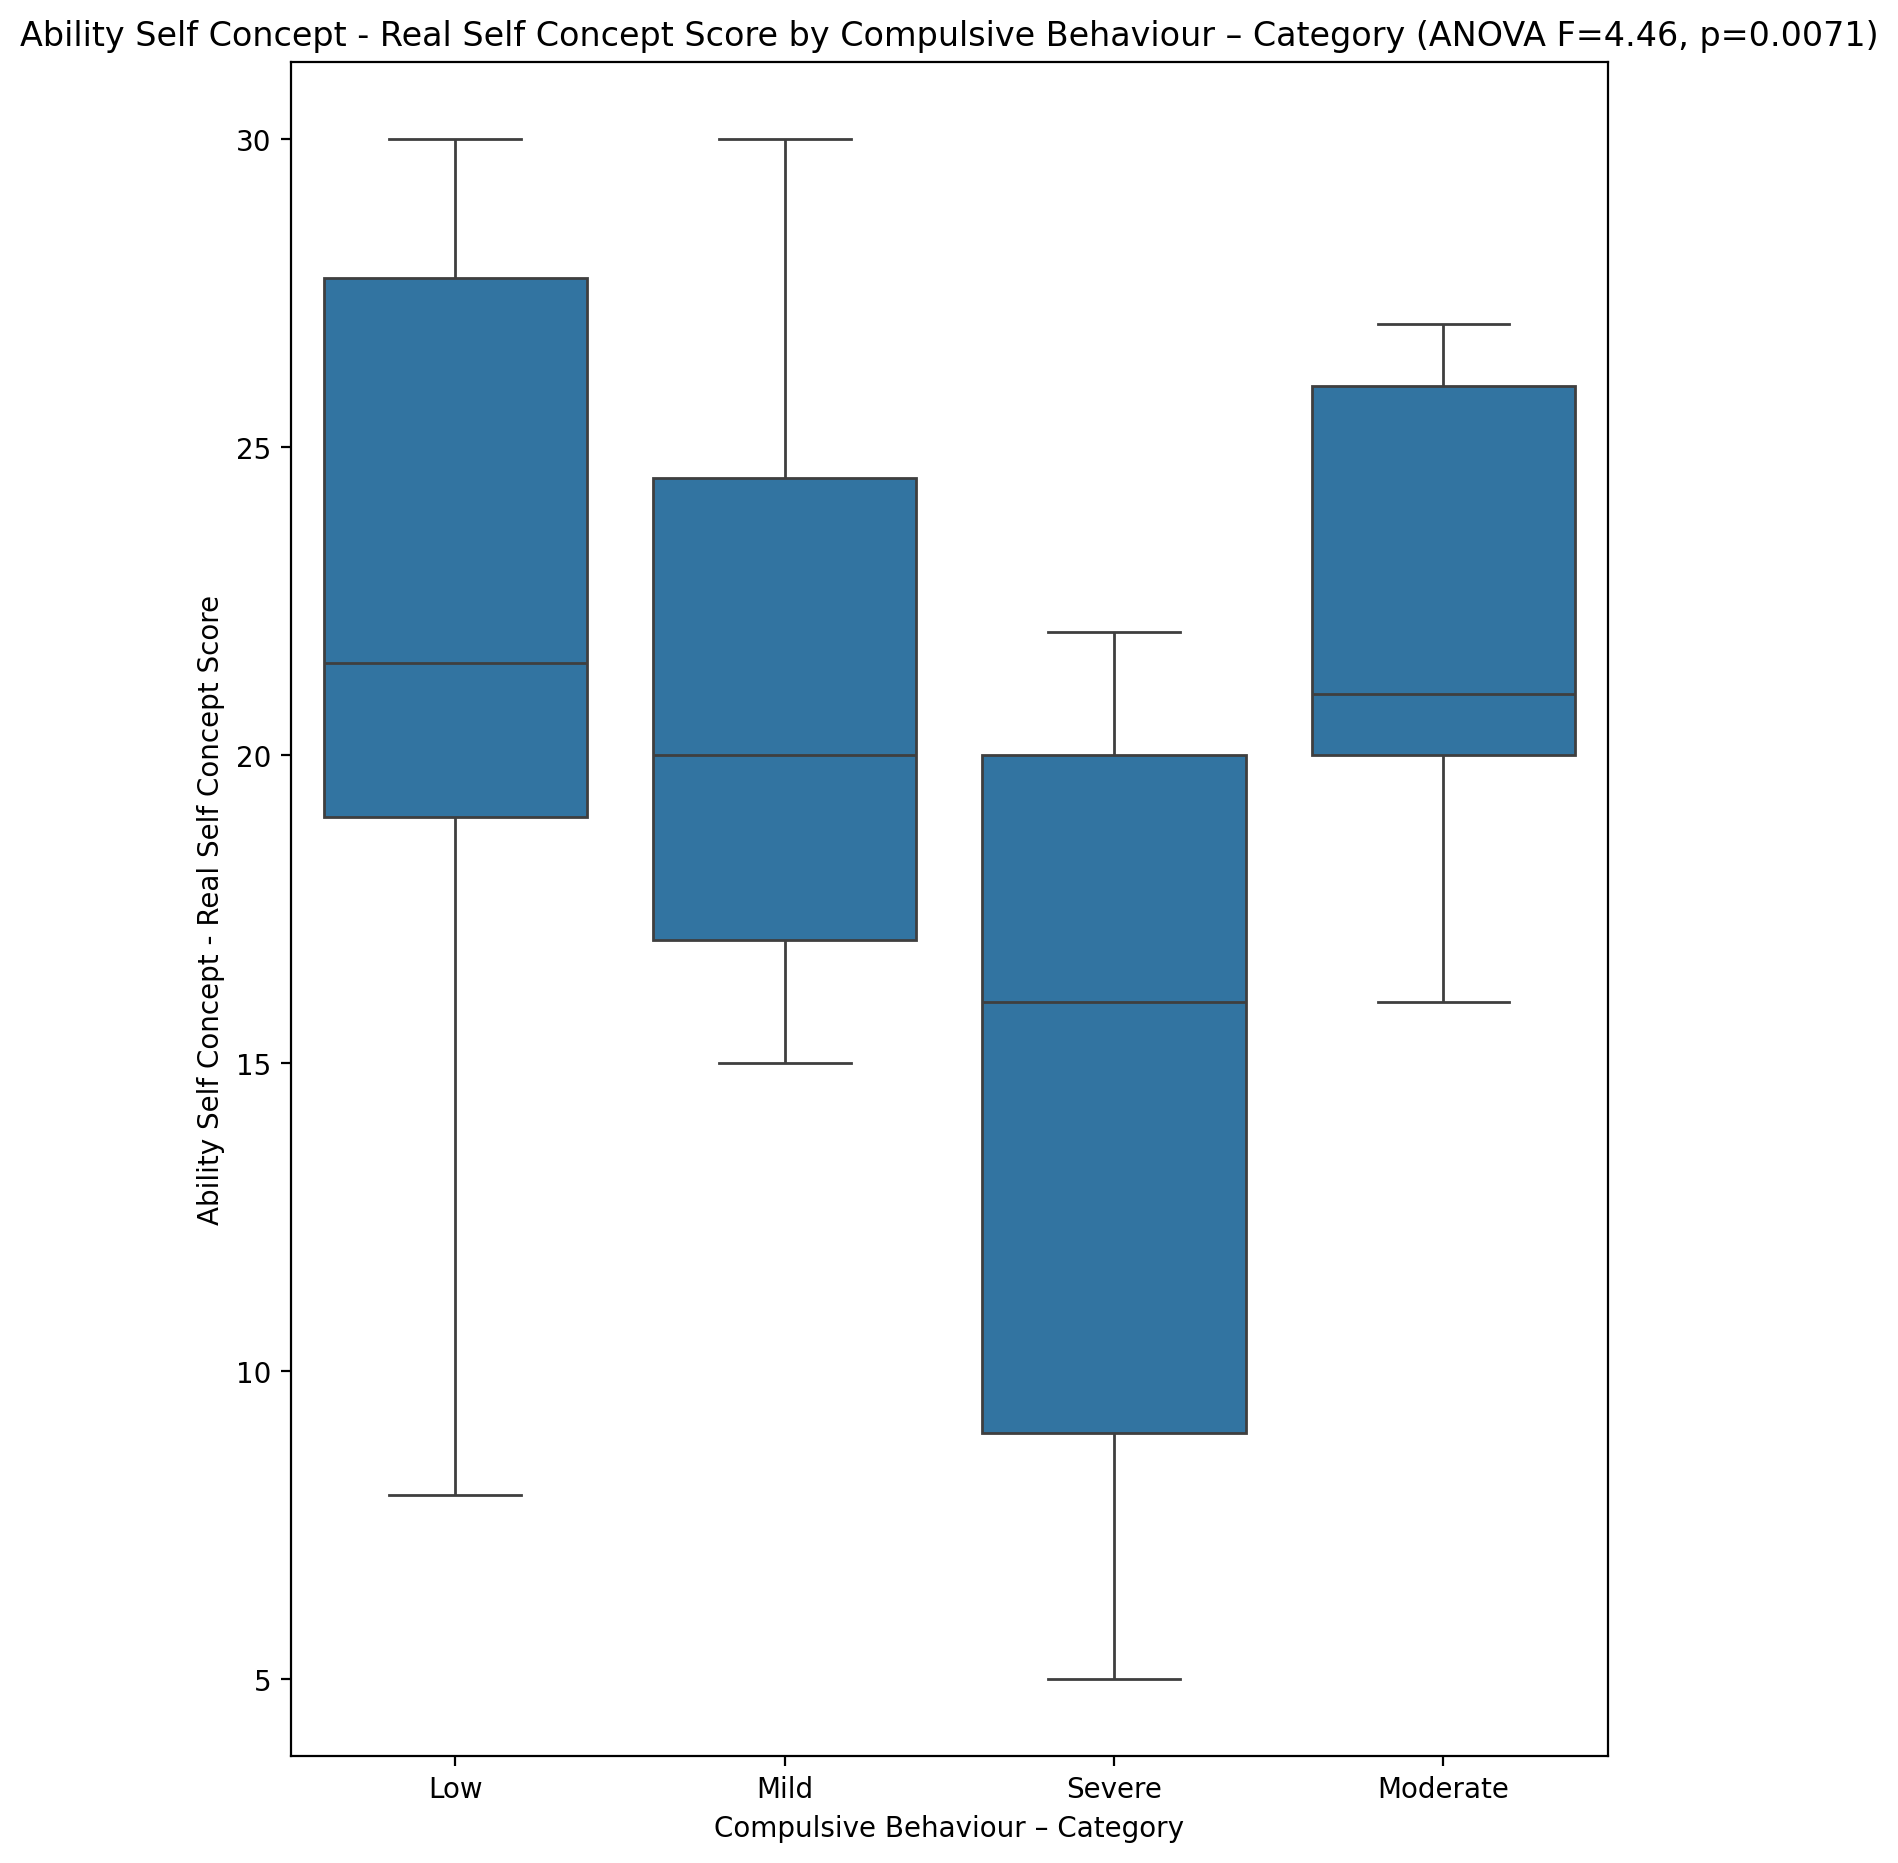 Ability Self Concept - Real Self Concept Score by Compulsive Behaviour – Category (ANOVA F=4.46, p=0.0071)
Ability Self Concept - Real Self Concept Score
30
25
20
15
10
5
Low Mild Severe Moderate
Compulsive Behaviour – Category